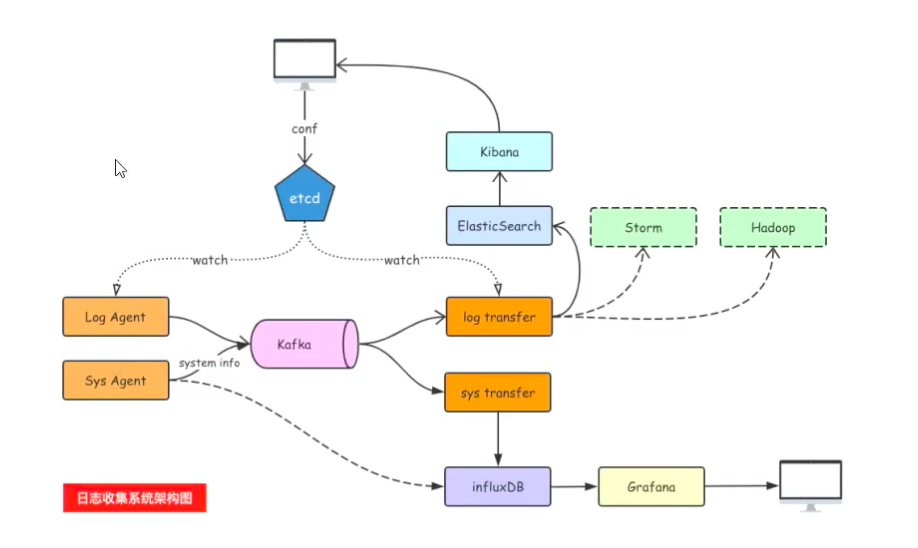 conf
Kibana
etcd
ElasticSearch
Storm
Hadoop
watch
watch
Log Agent
log transfer
Kafka
system info
Sys Agent
sys transfer
influxDB
Grafana
日志收集系统架构图